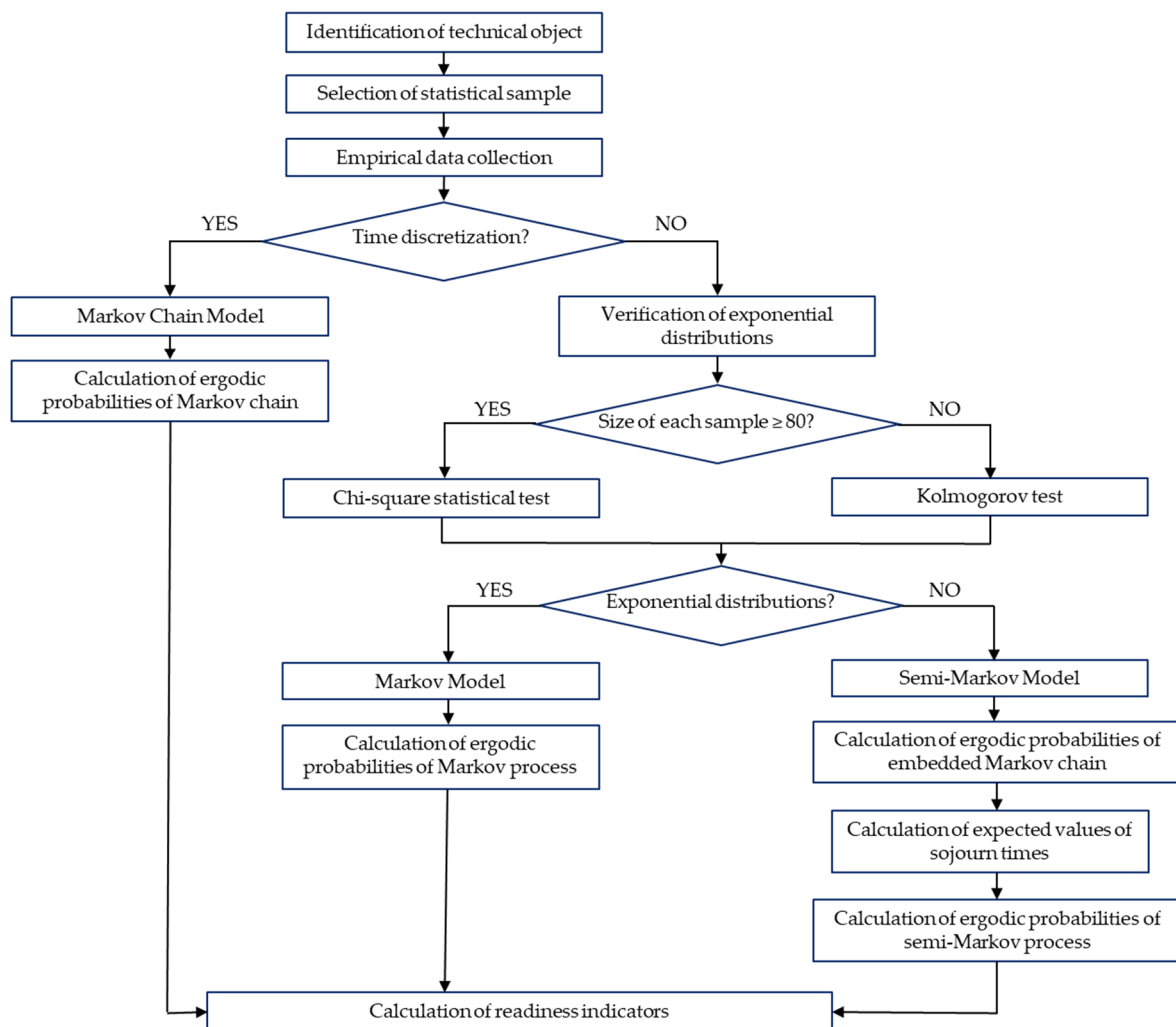 Identification of technical object
Selection of statistical sample
Empirical data collection
YES
NO
Time discretization?
Markov Chain Model
Verification of exponential
distributions
Calculation of ergodic
probabilities of Markov chain
YES
NO
Size of each sample ≥ 80?
Chi-square statistical test
Kolmogorov test
YES
NO
Exponential distributions?
Markov Model
Semi-Markov Model
Calculation of ergodic
probabilities of Markov process
Calculation of ergodic probabilities of
embedded Markov chain
Calculation of expected values of
sojourn times
Calculation of ergodic probabilities of
semi-Markov process
Calculation of readiness indicators